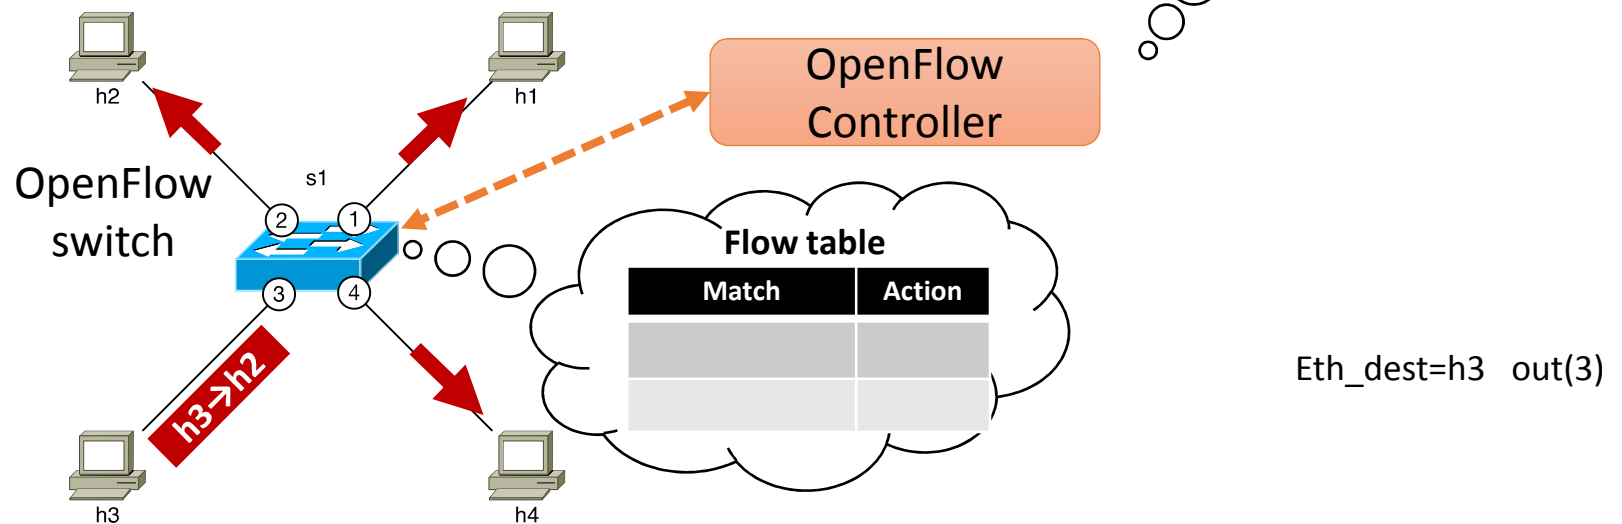 h2
h1
OpenFlow
Controller
OpenFlow
switch
s1
2
1
3
4
Flow table
Match Action
h3→h2
Eth_dest=h3 out(3)
h3
h4